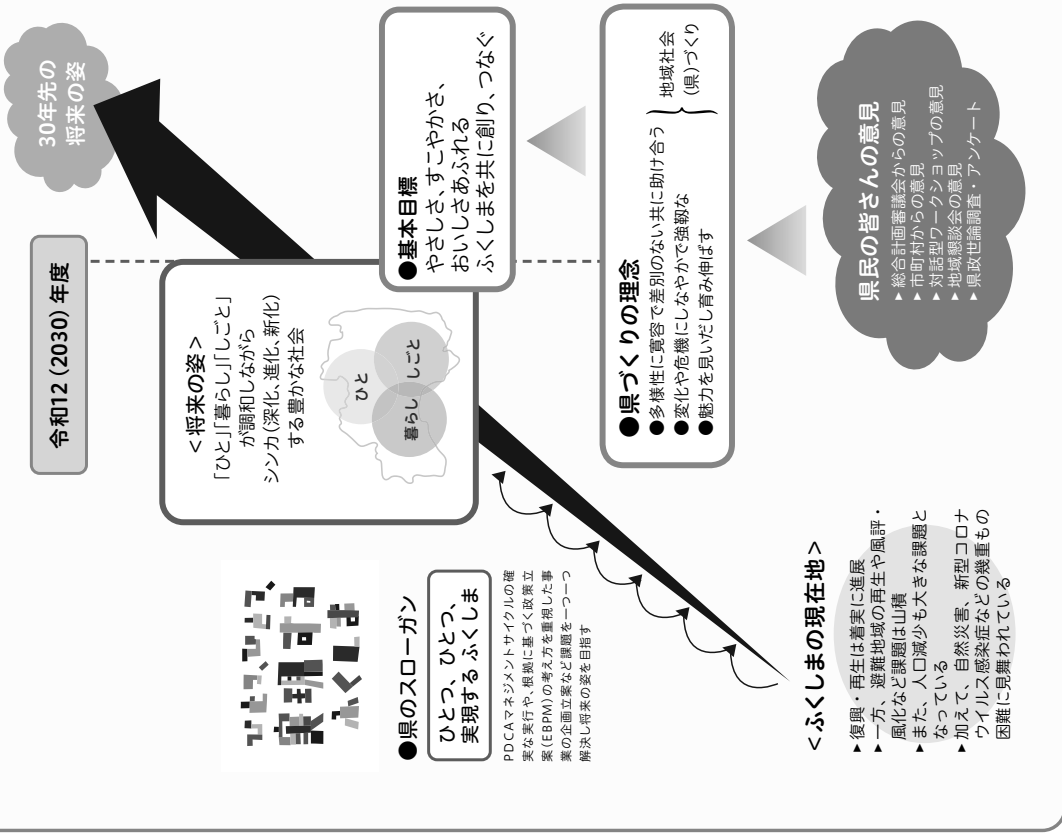 令和12（2030）年度
30年先の
将来の姿
＜将来の姿＞
「ひと」「暮らし」「しごと」
が調和しながら
シンカ（深化、進化、新化）
する豊かな社会
ひと
暮らし
しごと
●基本目標
やさしさ、すこやかさ、
おいしさあふれる
ふくしまを共に創り、つなぐ
●県のスローガン
ひとつ、ひとつ、
実現するふくしま
PDCAマネジメントサイクルの確
実な実行や、根拠に基づく政策立
案（EBPM）の考え方を重視した事
業の企画立案など課題を一つ一つ
解決し将来の姿を目指す
●県づくりの理念
●多様性に寛容で差別のない共に助け合う
●変化や危機にしなやかで強靱な
●魅力を見いだし育み伸ばす
地域社会
（県）づくり
＜ふくしまの現在地＞
▶復興・再生は着実に進展
▶一方、避難地域の再生や風評・
風化など課題は山積
▶また、人口減少も大きな課題と
なっている
▶加えて、自然災害、新型コロナ
ウイルス感染症などの幾重もの
困難に見舞われている
県民の皆さんの意見
▶総合計画審議会からの意見
▶市町村からの意見
▶対話型ワークショップの意見
▶地域懇談会の意見
▶県政世論調査・アンケート